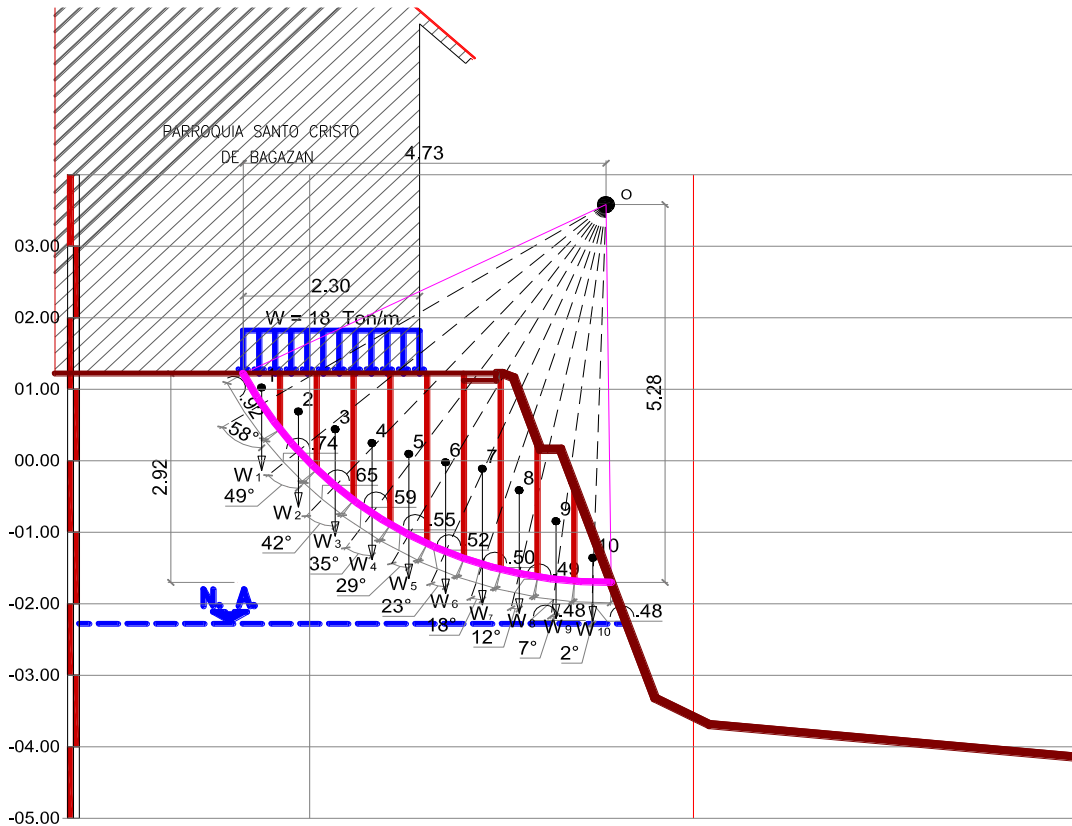 PARROQUIA SANTO CRISTO
DE BAGAZAN
4.73
O
03.00
2.30
02.00
W = 18 Ton/m
01.00
1
5.28
.92
2
58°
3
.74
4
00.00
5
6
W1
7
.65
2.92
49°
8
.59
W2
9
.55
-01.00
42°
W3
.52
10
35°
W4
.50
29°
W5
.49
23°
W6
-02.00
N. A.
18°
W7
.48
.48
12°
W8
W9
W10
7°
2°
-03.00
-04.00
-05.00